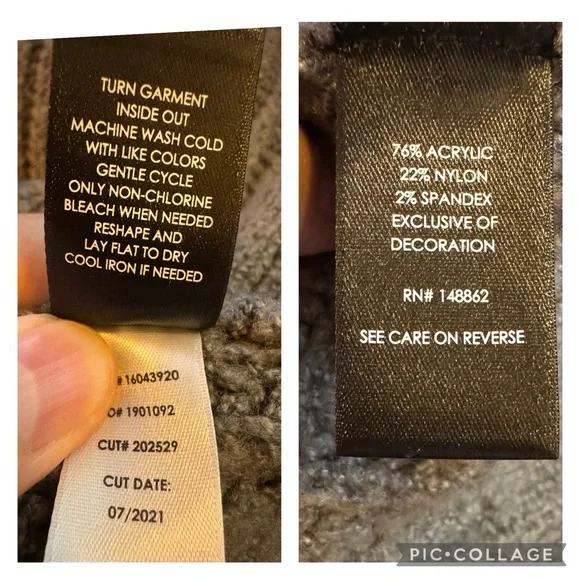 TURN GARMENT
INSIDE OUT
MACHINE WASH COLD
WITH LIKE COLORS
GENTLE CYCLE
ONLY NON-CHLORINE
BLEACH WHEN NEEDED
RESHAPE AND
LAY FLAT TO DRY
COOL IRON IF NEEDED
# 16043920
O# 1901092
CUT# 202529
CUT DATE:
07/2021
76% ACRYLIC
22% NYLON
2% SPANDEX
EXCLUSIVE OF
DECORATION
RN# 148862
SEE CARE ON REVERSE
PIC•COLLAGE